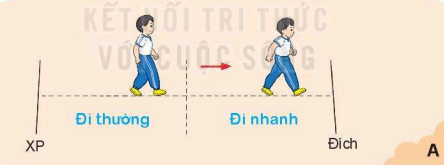 KẾT NỐI TRI THỨC
VỚI CUỘC SỐNG
Đi thường
Đi nhanh
XP
Đích
A